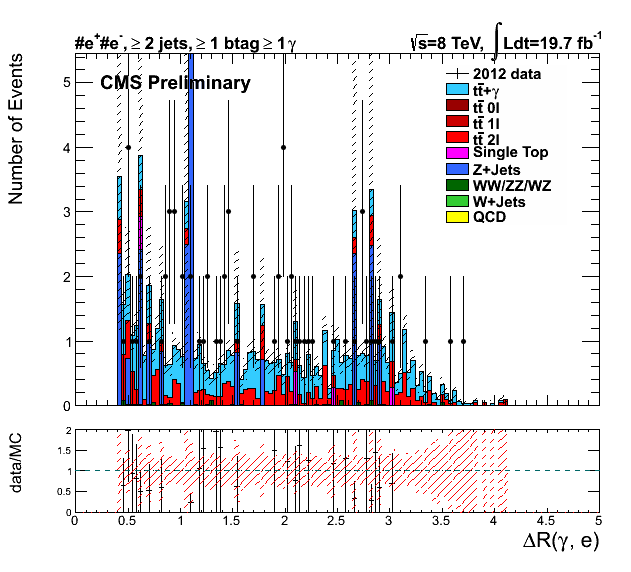 #e⁺#e⁻, ≥ 2 jets, ≥ 1 btag ≥ 1 γ
√s=8 TeV, ∫ Ldt=19.7 fb⁻¹
CMS Preliminary
Number of Events
5
4
3
2
1
0
2012 data
tt̄+γ
tt̄ 0l
tt̄ 1l
tt̄ 2l
Single Top
Z+Jets
WW/ZZ/WZ
W+Jets
QCD
data/MC
2
1.5
1
0.5
0
0 0.5 1 1.5 2 2.5 3 3.5 4 4.5 5
ΔR(γ, e)